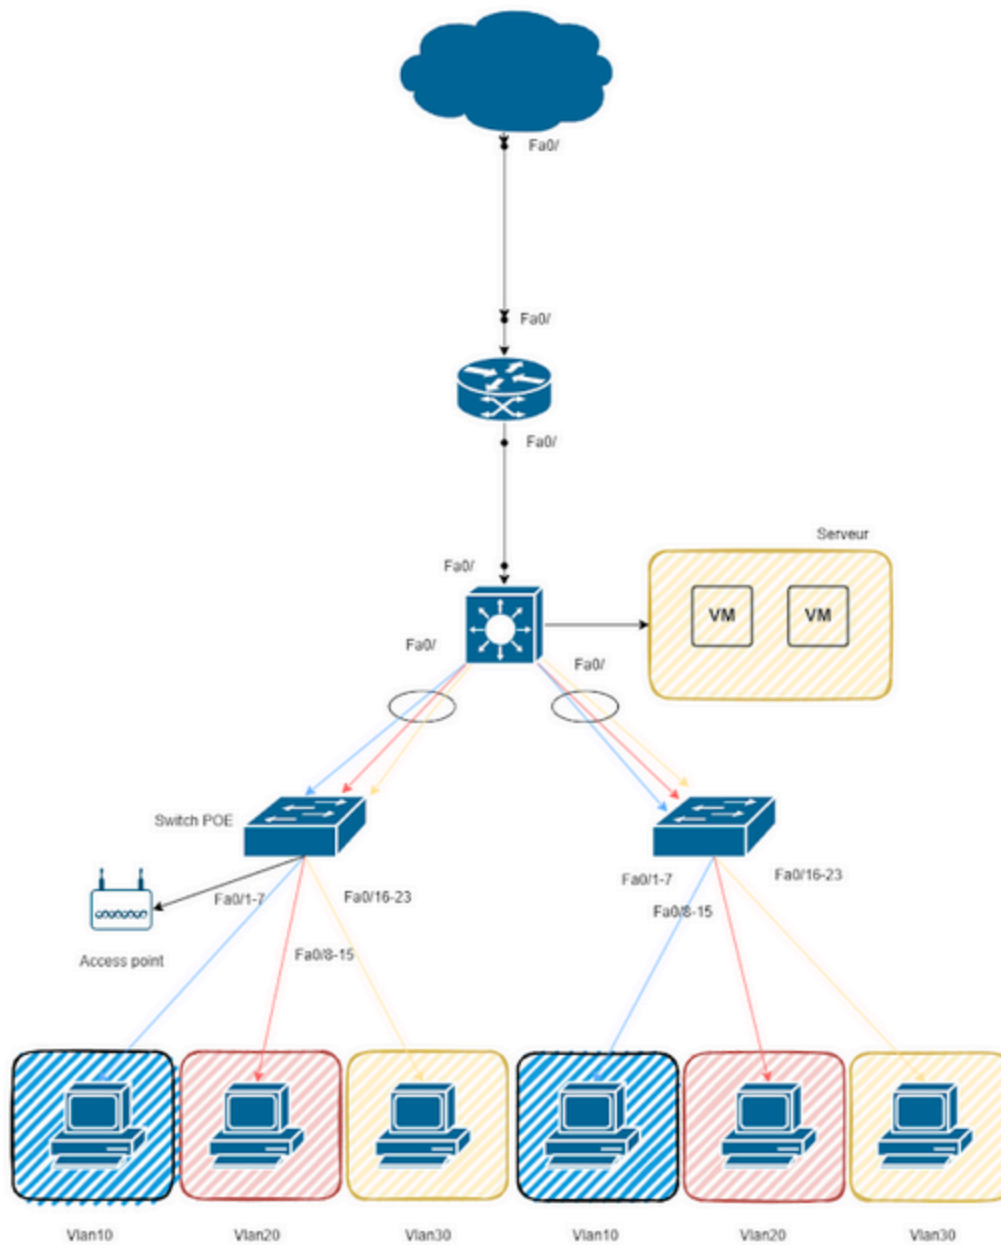 Fa0/
Fa0/
Fa0/
Serveur
Fa0/
VM
VM
Fa0/
Fa0/
Switch POE
Fa0/1-7
Fa0/16-23
Fa0/1-7
Fa0/16-23
Fa0/8-15
Fa0/8-15
Access point
Vlan10
Vlan20
Vlan30
Vlan10
Vlan20
Vlan30